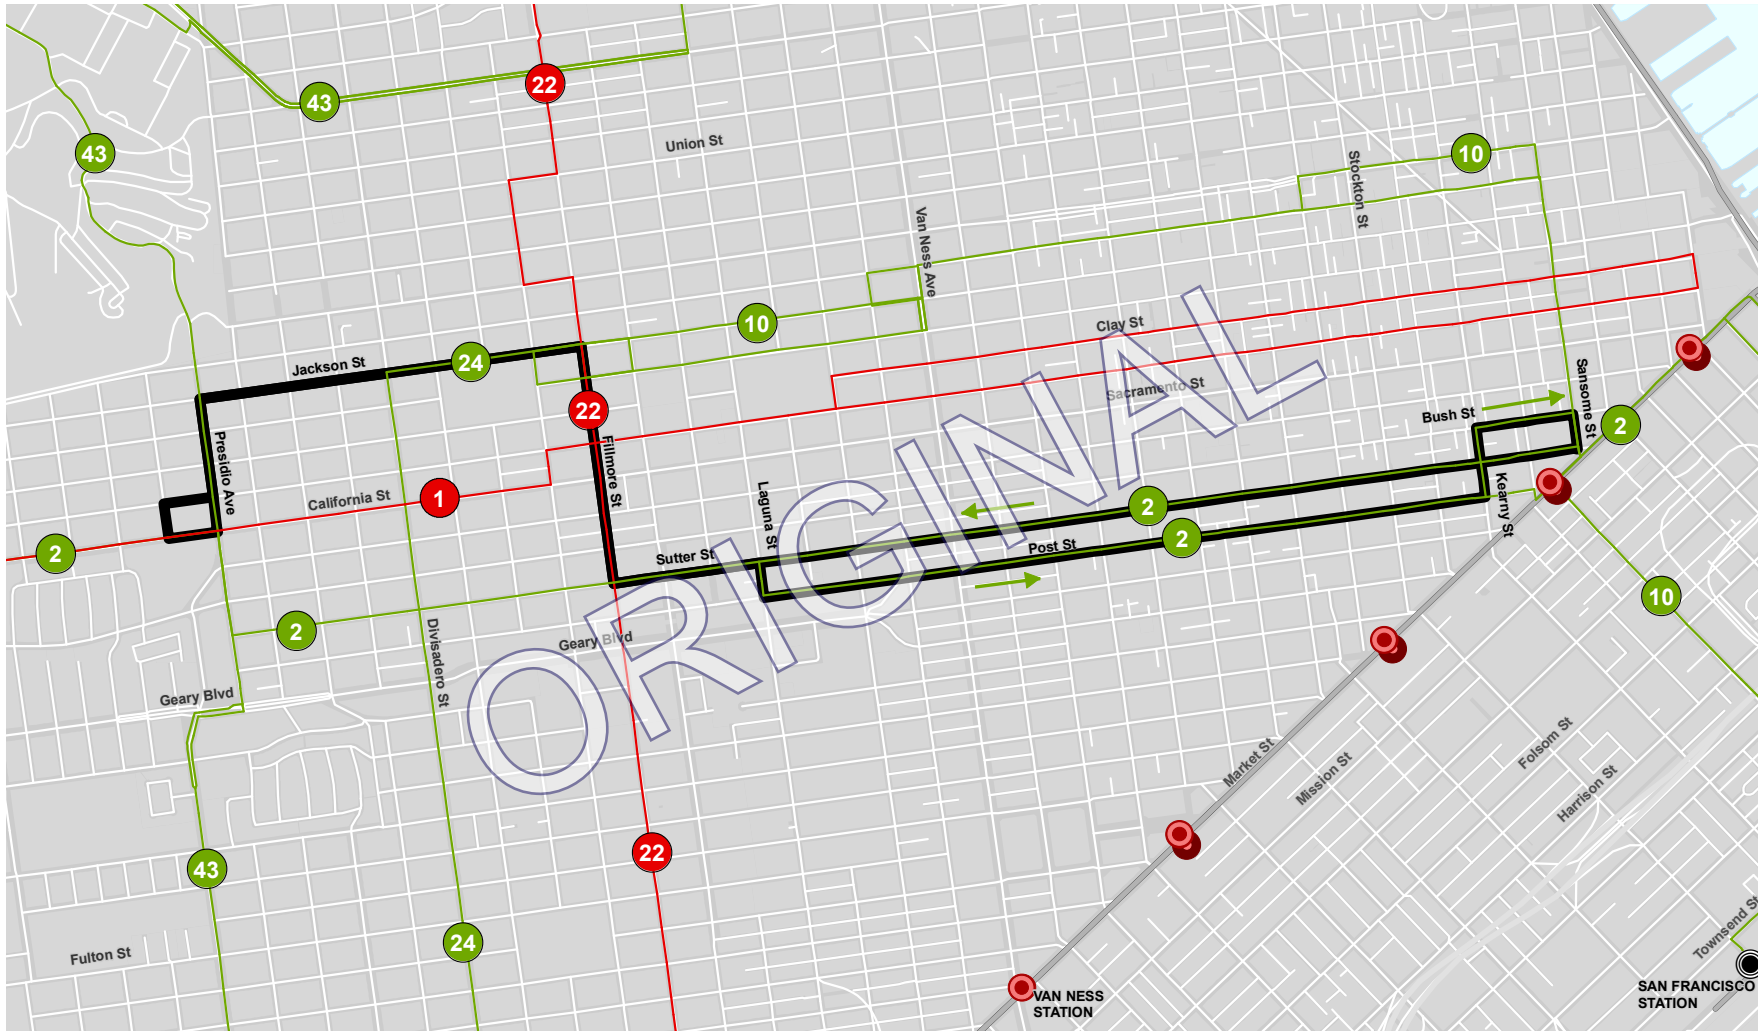 22
43
10
Union St
43
Stockton St
Van Ness Ave
10
Clay St
24
Jackson St
Sansome St
Sacramento St
22
Bush St
2
Presidio Ave
Fillmore St
California St
1
Laguna St
Kearny St
2
2
Post St
2
Sutter St
10
2
Geary Blvd
Divisadero St
Geary Blvd
ORIGINAL
Market St
Mission St
Folsom St
Harrison St
22
43
24
Fulton St
Townsend St
VAN NESS
STATION
SAN FRANCISCO
STATION